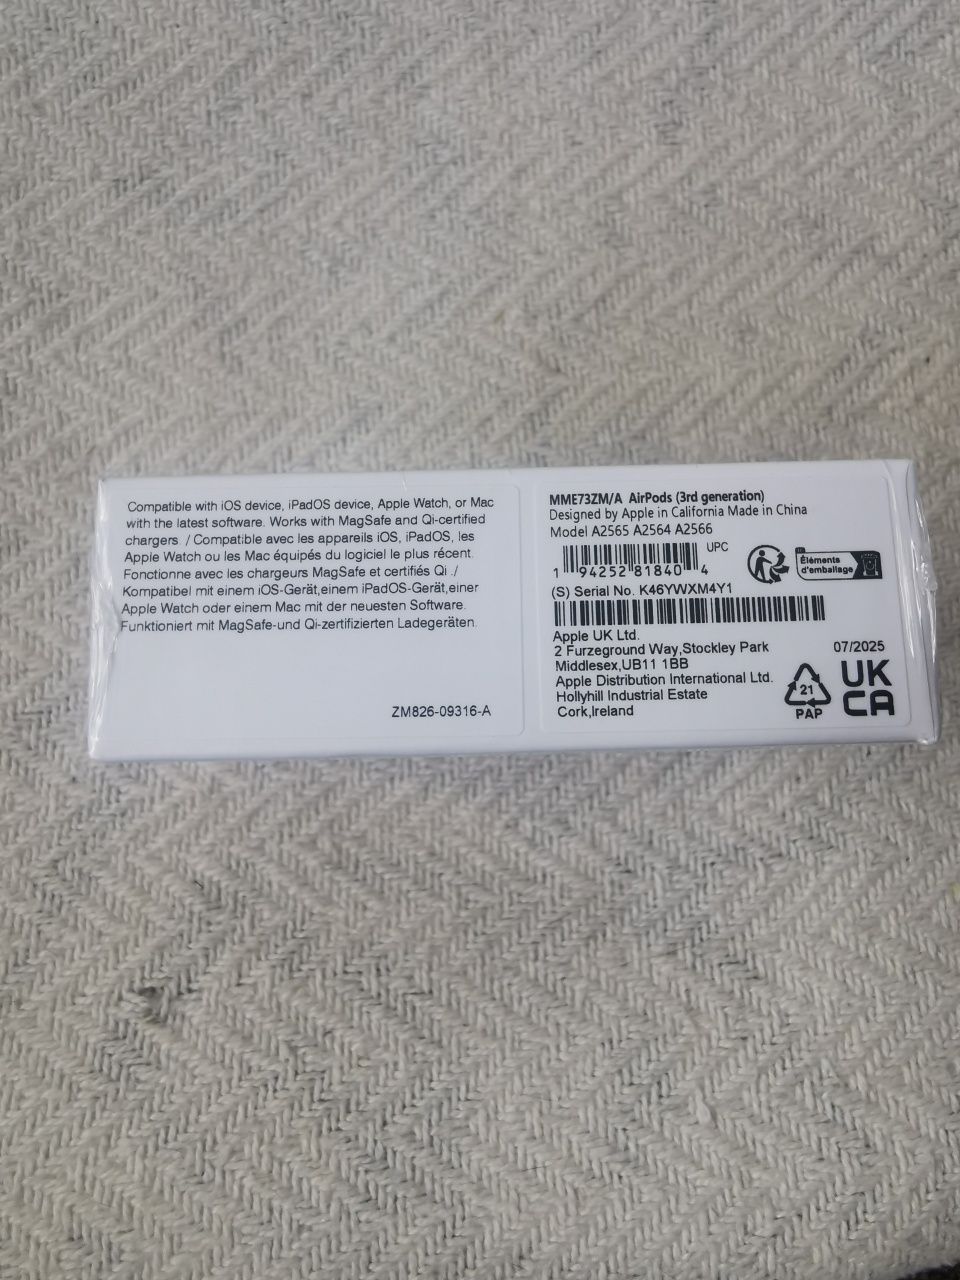 Compatible with iOS device, iPadOS device, Apple Watch, or Mac
with the latest software. Works with MagSafe and Qi-certified
chargers. / Compatible avec les appareils iOS, iPadOS, les
Apple Watch ou les Mac équipés du logiciel le plus récent.
Fonctionne avec les chargeurs MagSafe et certifiés Qi ./
Kompatibel mit einem iOS-Gerät,einem iPadOS-Gerät,einer
Apple Watch oder einem Mac mit der neuesten Software.
Funktioniert mit MagSafe-und Qi-zertifizierten Ladegeräten.
ZM826-09316-A
MME73ZM/A AirPods (3rd generation)
Designed by Apple in California Made in China
Model A2565 A2564 A2566
UPC
1 94252 81840 4
Éléments
d'emballage
(S) Serial No. K46YWXM4Y1
Apple UK Ltd.
2 Furzeground Way,Stockley Park
Middlesex,UB11 1BB
Apple Distribution International Ltd.
Hollyhill Industrial Estate
Cork,Ireland
07/2025
21
PAP
UK
CA